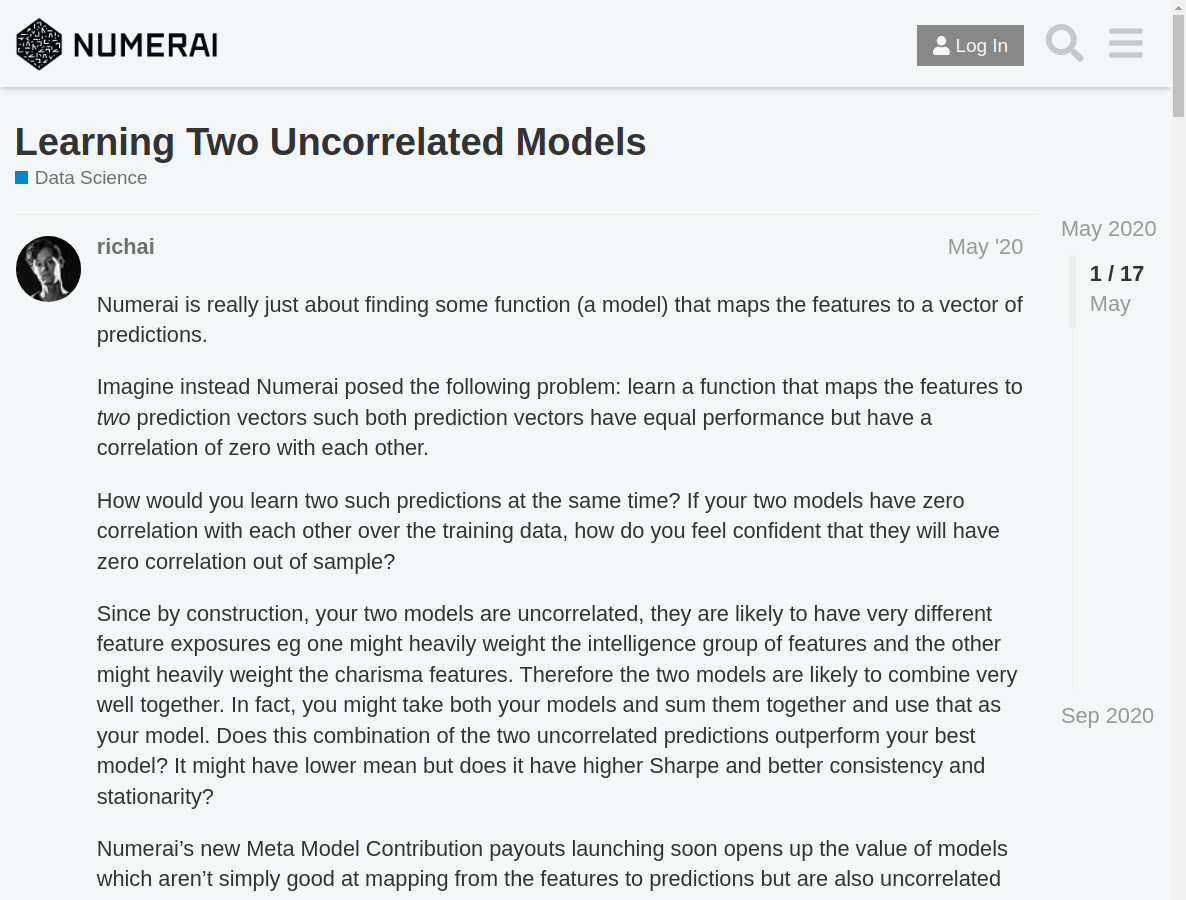 NUMERAI
Log In
Learning Two Uncorrelated Models
Data Science
richai
May '20
Numerai is really just about finding some function (a model) that maps the features to a vector of
predictions.
Imagine instead Numerai posed the following problem: learn a function that maps the features to
two prediction vectors such both prediction vectors have equal performance but have a
correlation of zero with each other.
How would you learn two such predictions at the same time? If your two models have zero
correlation with each other over the training data, how do you feel confident that they will have
zero correlation out of sample?
Since by construction, your two models are uncorrelated, they are likely to have very different
feature exposures eg one might heavily weight the intelligence group of features and the other
might heavily weight the charisma features. Therefore the two models are likely to combine very
well together. In fact, you might take both your models and sum them together and use that as
your model. Does this combination of the two uncorrelated predictions outperform your best
model? It might have lower mean but does it have higher Sharpe and better consistency and
stationarity?
Numerai’s new Meta Model Contribution payouts launching soon opens up the value of models
which aren’t simply good at mapping from the features to predictions but are also uncorrelated
May 2020
1 / 17
May
Sep 2020